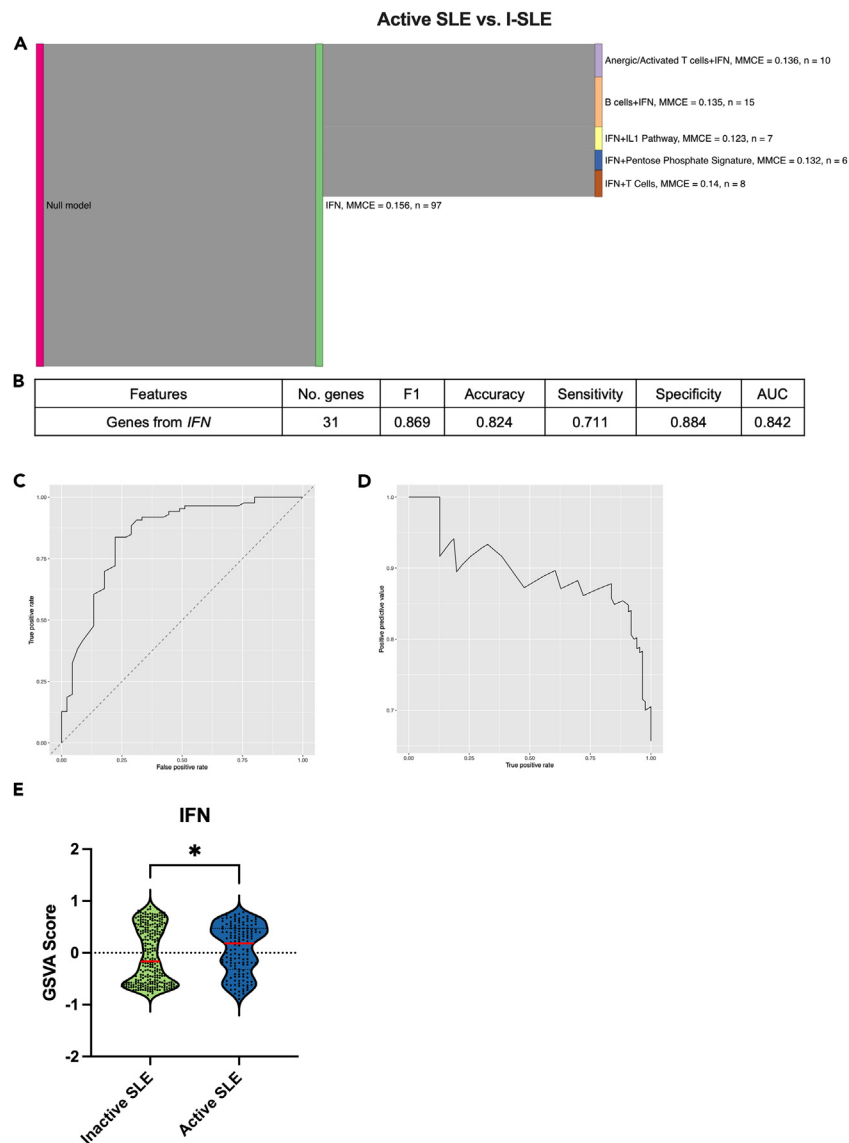 Active SLE vs. I-SLE
A
Anergic/Activated T cells+IFN, MMCE = 0.136, n = 10
B cells+IFN, MMCE = 0.135, n = 15
IFN+IL1 Pathway, MMCE = 0.123, n = 7
IFN+Pentose Phosphate Signature, MMCE = 0.132, n = 6
IFN+T Cells, MMCE = 0.14, n = 8
Null model
IFN, MMCE = 0.156, n = 97
B
Features No. genes F1 Accuracy Sensitivity Specificity AUC
Genes from IFN 31 0.869 0.824 0.711 0.884 0.842
C
1.00
0.75
0.50
0.25
0.00
True positive rate
0.00 0.25 0.50 0.75 1.00
False positive rate
D
1.0
0.9
0.8
0.7
Positive predictive value
0.00 0.25 0.50 0.75 1.00
True positive rate
E
IFN
*
2
1
0
-1
-2
GSVA Score
Inactive SLE
Active SLE